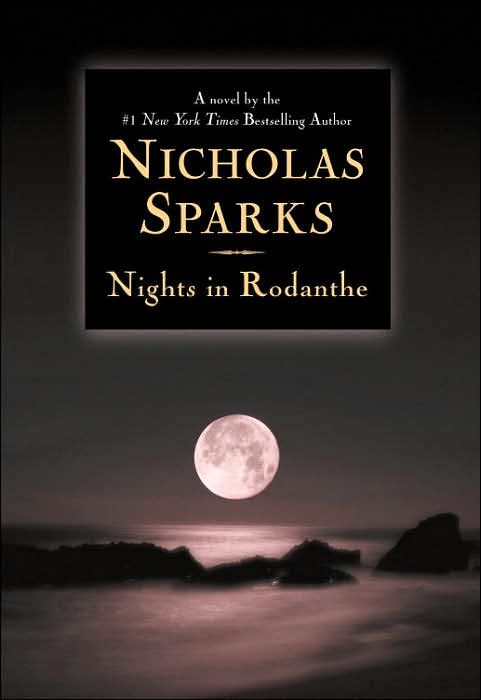 A novel by the
#1 New York Times Bestselling Author
NICHOLAS
SPARKS
Nights in Rodanthe